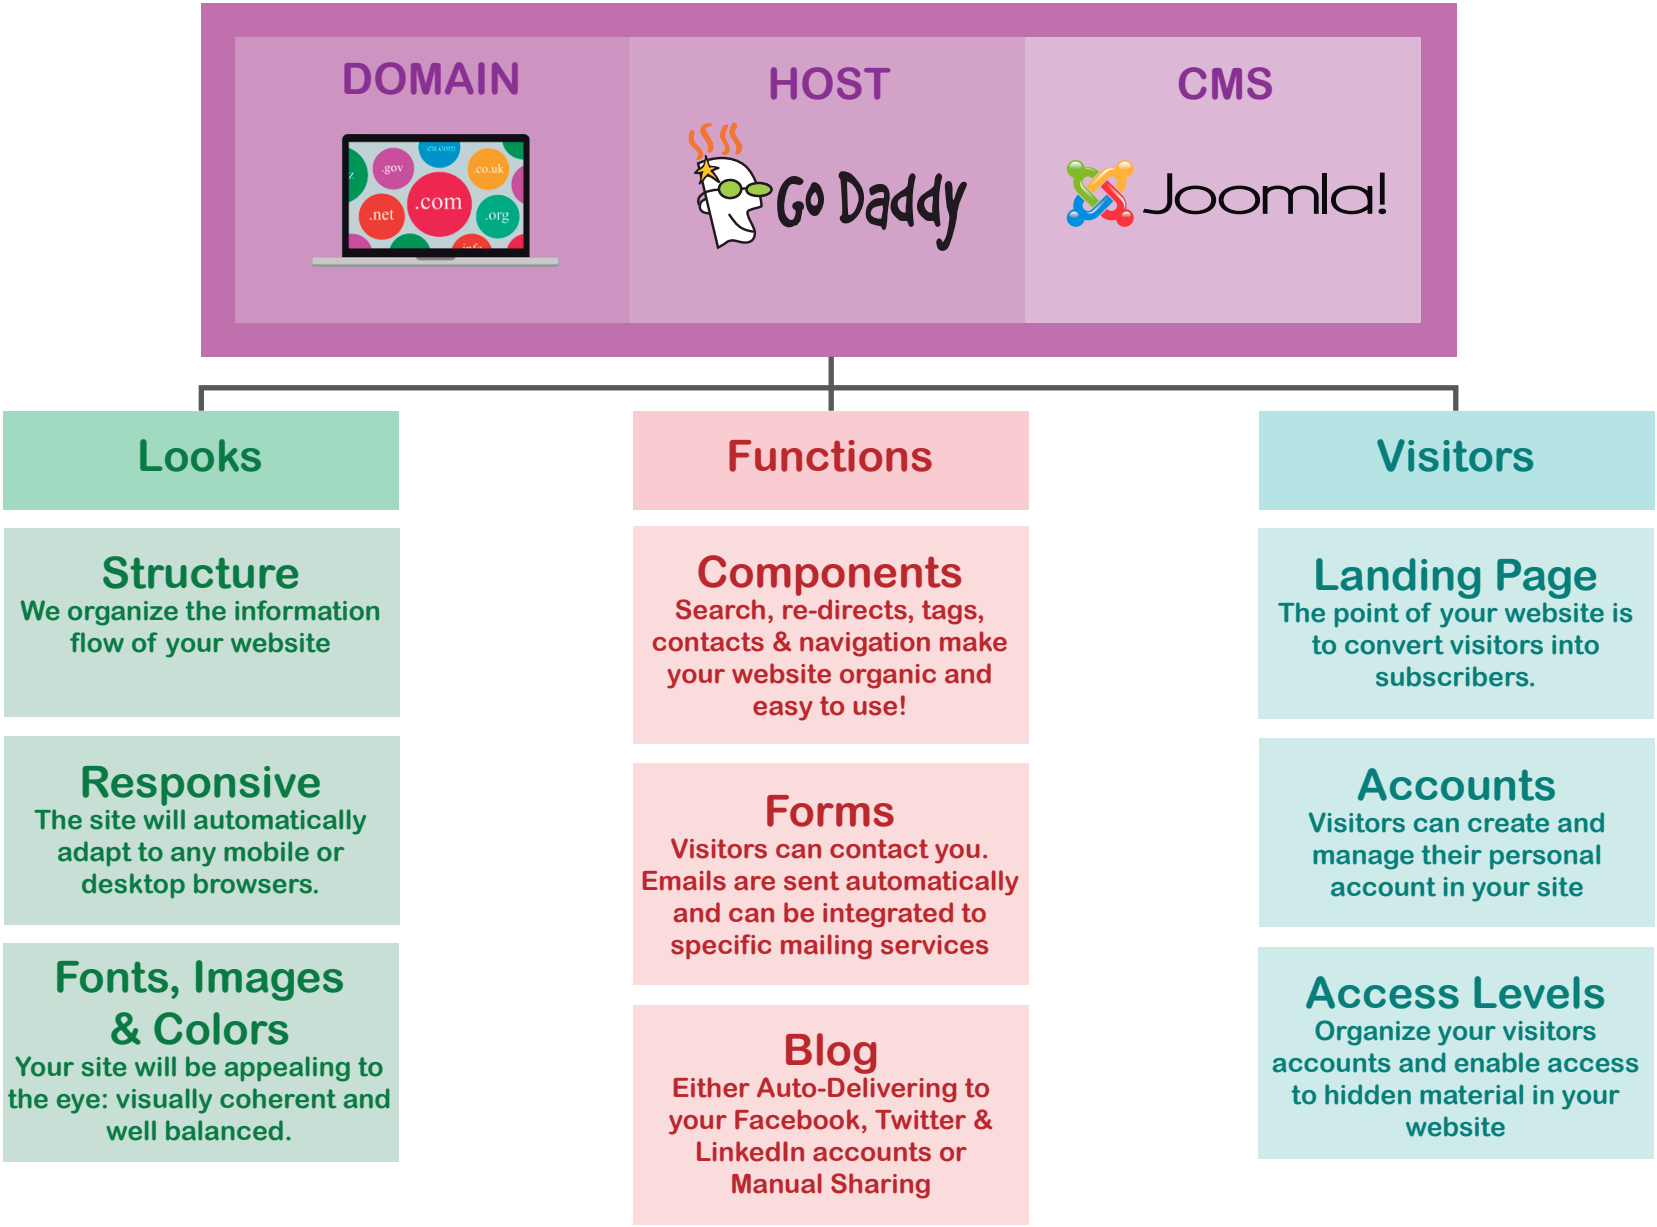 DOMAIN
HOST
CMS
.eu.com
.gov
.co.uk
z
.com
.net
.org
.info
Go Daddy
Joomla!
Looks
Functions
Visitors
Structure
We organize the information
flow of your website
Responsive
The site will automatically
adapt to any mobile or
desktop browsers.
Fonts, Images
& Colors
Your site will be appealing to
the eye: visually coherent and
well balanced.
Components
Search, re-directs, tags,
contacts & navigation make
your website organic and
easy to use!
Forms
Visitors can contact you.
Emails are sent automatically
and can be integrated to
specific mailing services
Blog
Either Auto-Delivering to
your Facebook, Twitter &
LinkedIn accounts or
Manual Sharing
Landing Page
The point of your website is
to convert visitors into
subscribers.
Accounts
Visitors can create and
manage their personal
account in your site
Access Levels
Organize your visitors
accounts and enable access
to hidden material in your
website